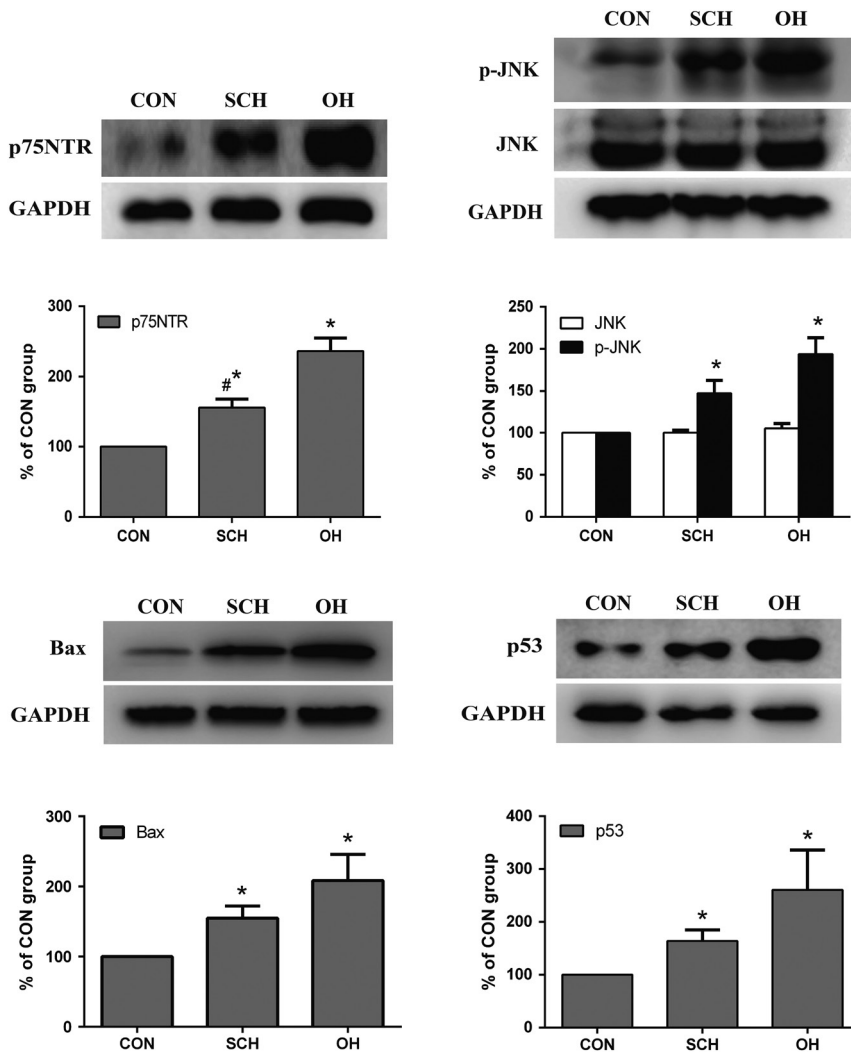 CON SCH OH
p75NTR
GAPDH
CON SCH OH
p-JNK
JNK
GAPDH
300
200
100
0
% of CON group
p75NTR
#*
*
CON SCH OH
250
200
150
100
50
0
% of CON group
JNK
p-JNK
*
*
CON SCH OH
CON SCH OH
Bax
GAPDH
CON SCH OH
p53
GAPDH
300
200
100
0
% of CON group
Bax
*
*
CON SCH OH
400
300
200
100
0
% of CON group
p53
*
*
CON SCH OH